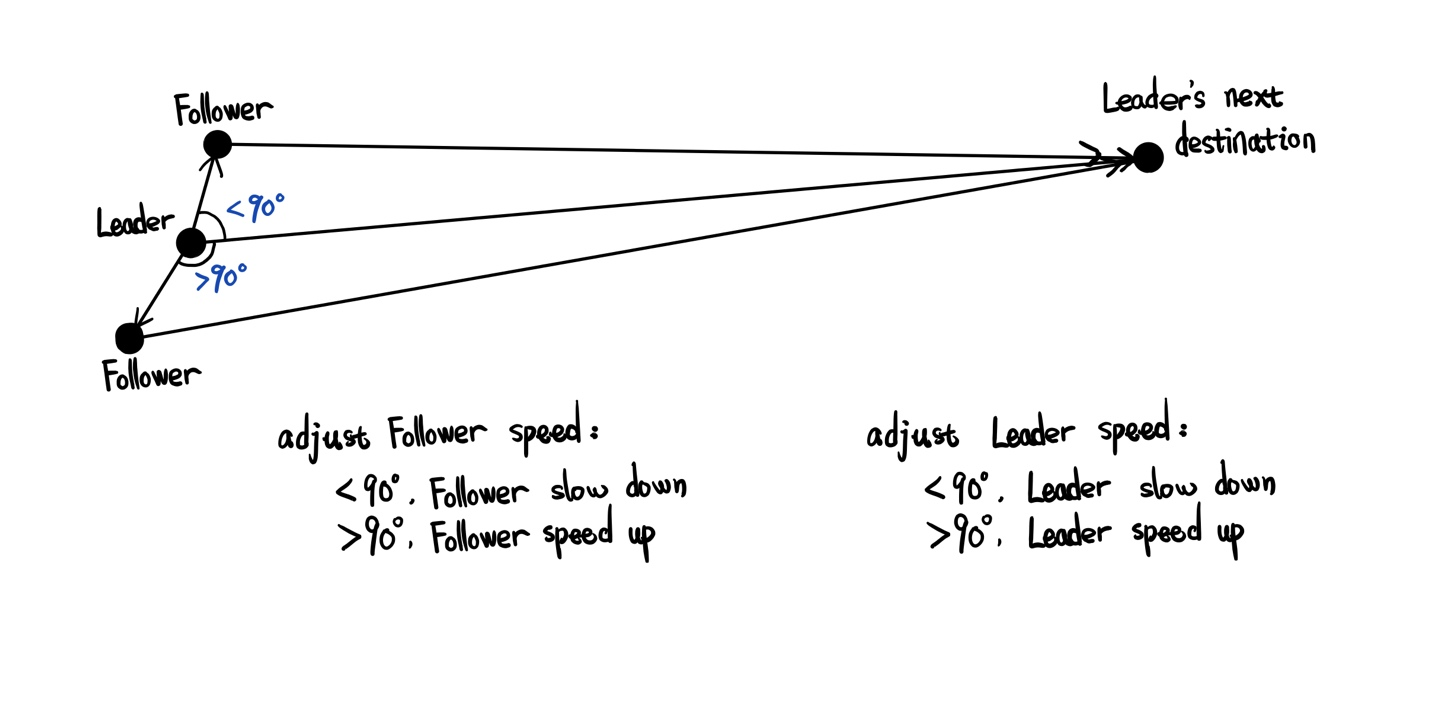 Follower
Leader's next
destination
Leader
<90°
>90°
Follower
adjust Follower speed:
<90°. Follower slow down
>90°. Follower speed up
adjust Leader speed:
<90°. Leader slow down
>90°. Leader speed up